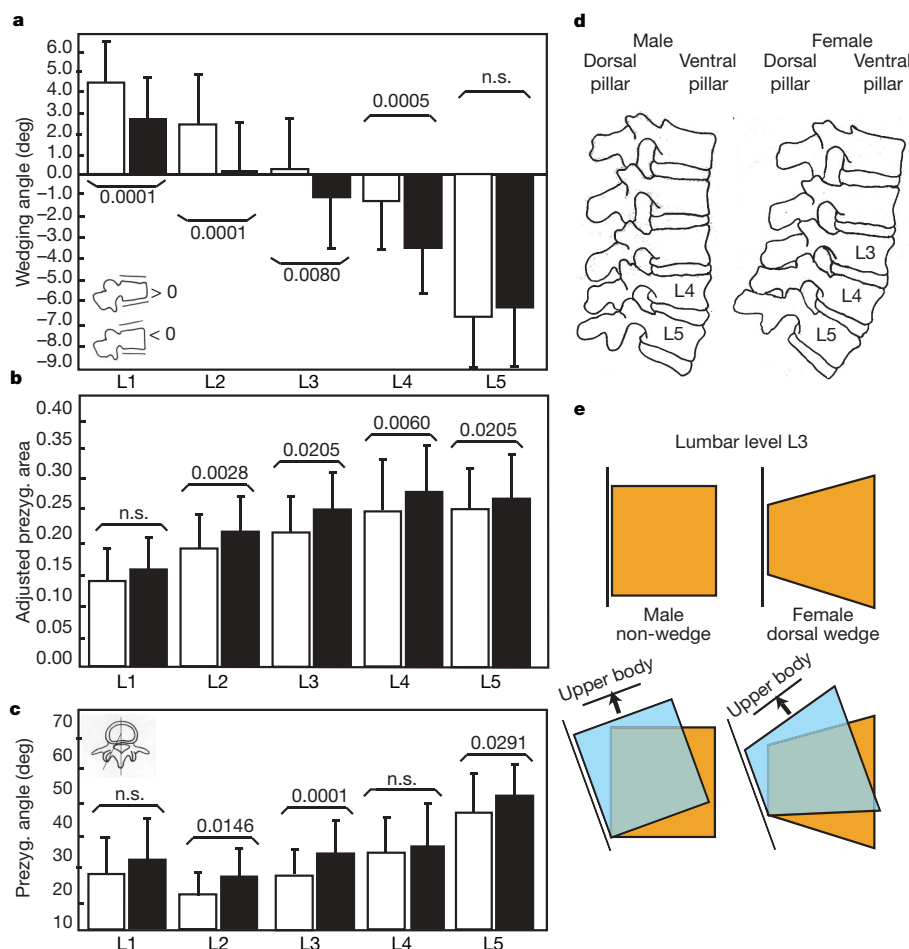 a
Wedging angle (deg)
6.0
5.0
4.0
3.0
2.0
1.0
0.0
–1.0
–2.0
–3.0
–4.0
–5.0
–6.0
–7.0
–8.0
–9.0
0.0001
0.0001
0.0080
0.0005
n.s.
> 0
< 0
L1 L2 L3 L4 L5
b
Adjusted prezyg. area
0.40
0.35
0.30
0.25
0.20
0.15
0.10
0.05
0.00
n.s.
0.0028
0.0205
0.0060
0.0205
L1 L2 L3 L4 L5
c
Prezyg. angle (deg)
70
60
50
40
30
20
10
n.s.
0.0146
0.0001
n.s.
0.0291
L1 L2 L3 L4 L5
d
Male
Dorsal pillar
Ventral pillar
Female
Dorsal pillar
Ventral pillar
L4
L5
L3
L4
L5
e
Lumbar level L3
Male
non-wedge
Female
dorsal wedge
Upper body
Upper body